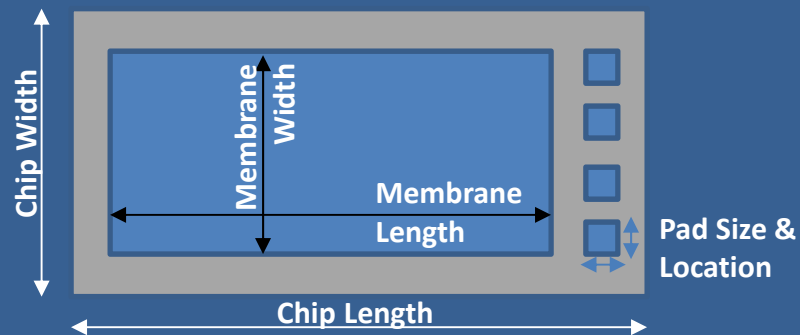 Chip Width
Membrane
Width
Membrane
Length
Pad Size &
Location
Chip Length